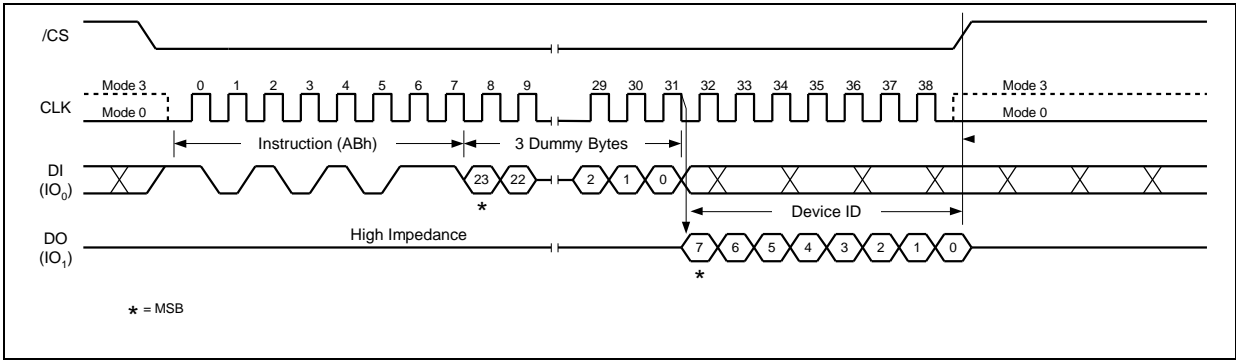 /CS
Mode 3 0 1 2 3 4 5 6 7 8 9 29 30 31 32 33 34 35 36 37 38 Mode 3
CLK
Mode 0 Mode 0
Instruction (ABh) 3 Dummy Bytes
DI
(IO0)
23 22 2 1 0
*
Device ID
High Impedance
DO
(IO1)
7 6 5 4 3 2 1 0
*
* = MSB